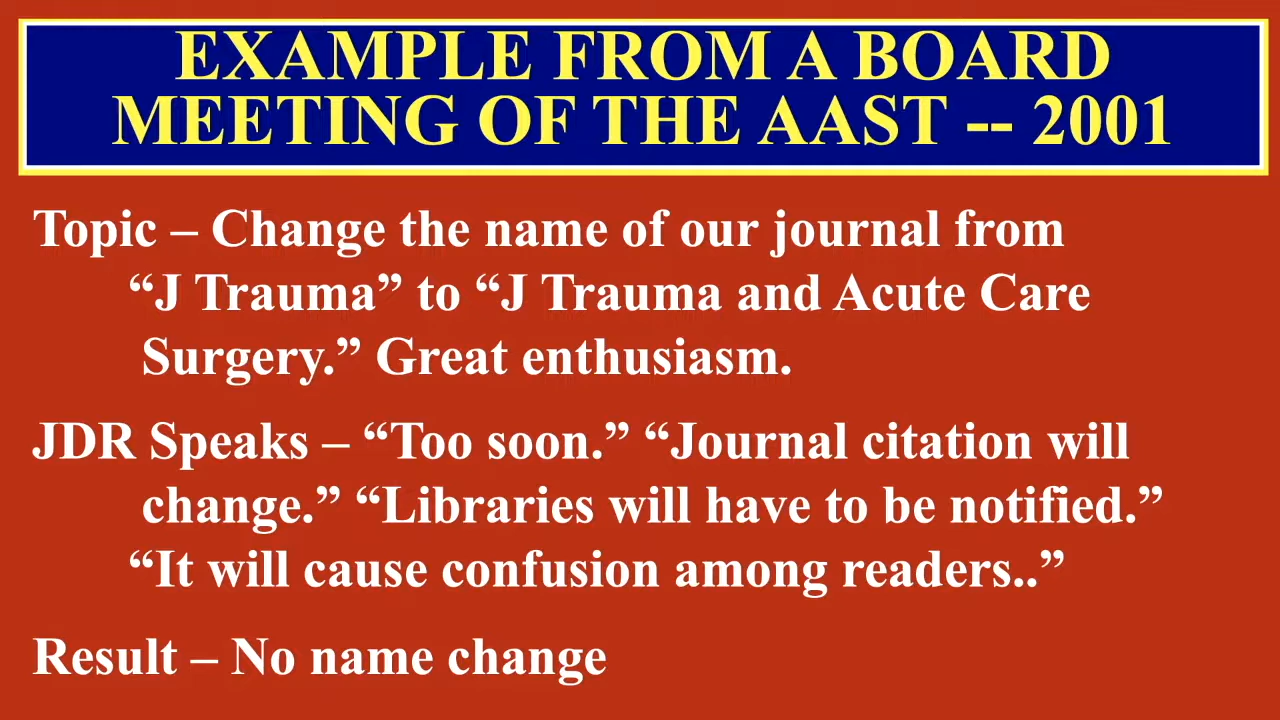 EXAMPLE FROM A BOARD
MEETING OF THE AAST -- 2001
Topic – Change the name of our journal from
“J Trauma” to “J Trauma and Acute Care
Surgery.” Great enthusiasm.
JDR Speaks – “Too soon.” “Journal citation will
change.” “Libraries will have to be notified.”
“It will cause confusion among readers..”
Result – No name change